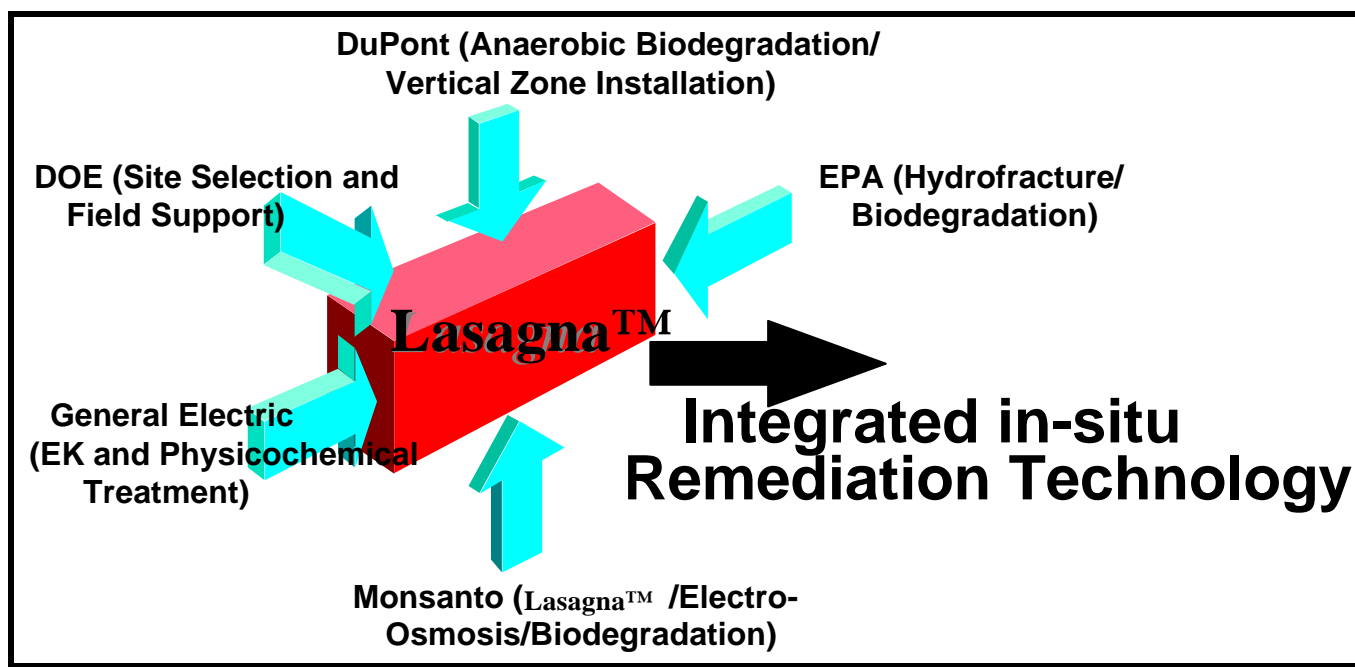 DuPont (Anaerobic Biodegradation/
Vertical Zone Installation)
DOE (Site Selection and
Field Support)
EPA (Hydrofracture/
Biodegradation)
Lasagna™
General Electric
(EK and Physicochemical
Treatment)
Integrated in-situ
Remediation Technology
Monsanto (Lasagna™ /Electro-
Osmosis/Biodegradation)